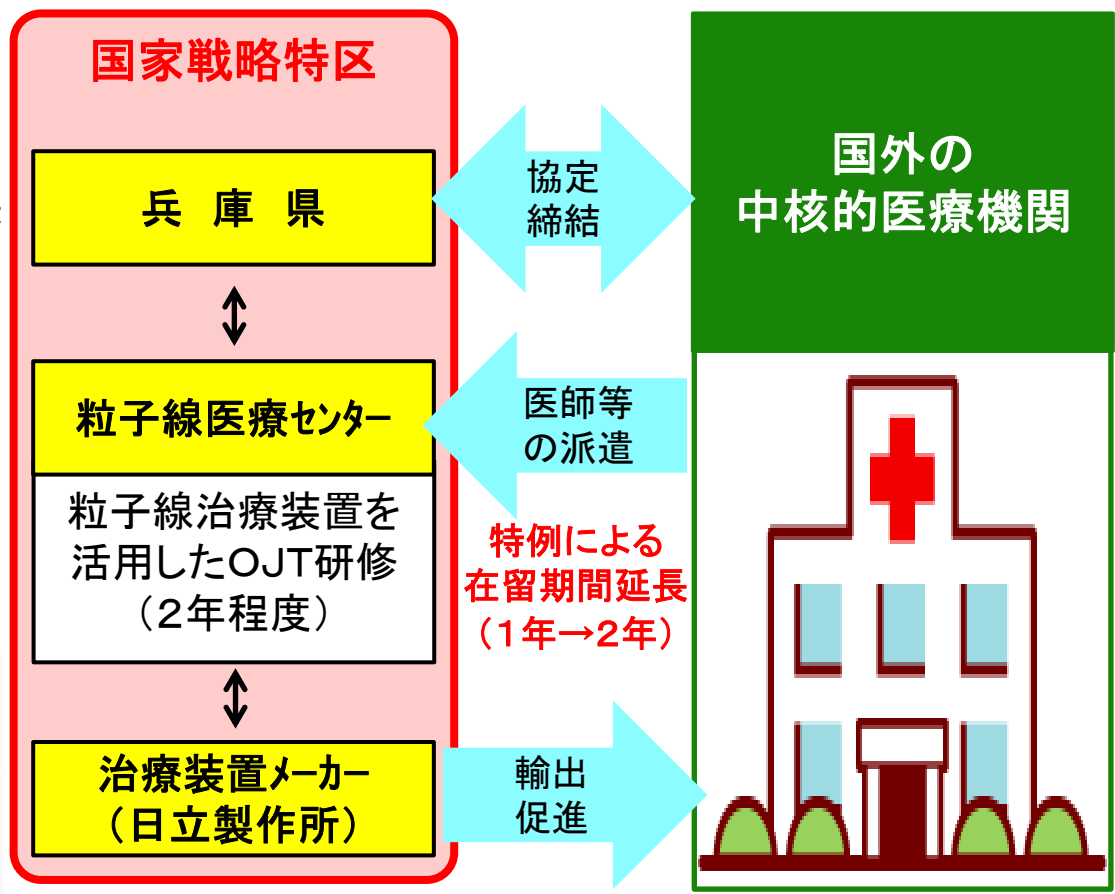 国家戦略特区
兵　庫　県
粒子線医療センター
粒子線治療装置を
活用したＯＪＴ研修
（２年程度）
治療装置メーカー
（日立製作所）
協定
締結
医師等
の派遣
特例による
在留期間延長
（１年→２年）
輸出
促進
国外の
中核的医療機関